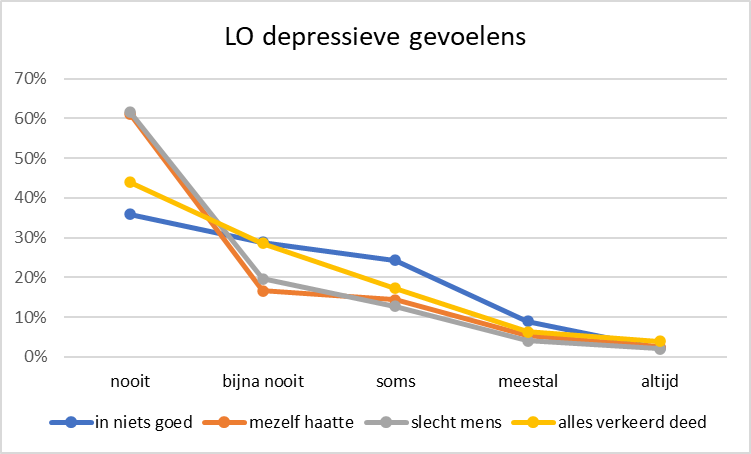 LO depressieve gevoelens
70%
60%
50%
40%
30%
20%
10%
0%
nooit bijna nooit soms meestal altijd
in niets goed mezelf haatte slecht mens alles verkeerd deed